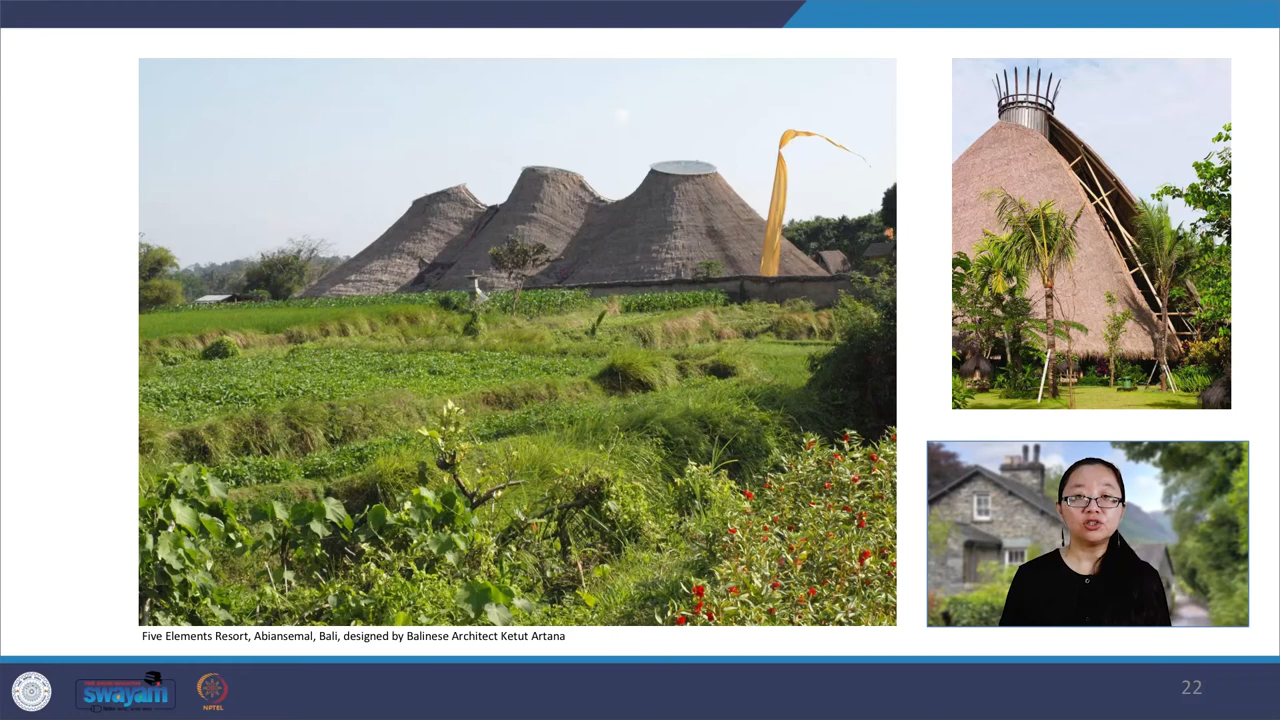 Five Elements Resort, Abiansemal, Bali, designed by Balinese Architect Ketut Artana
swayam
NPTEL
22